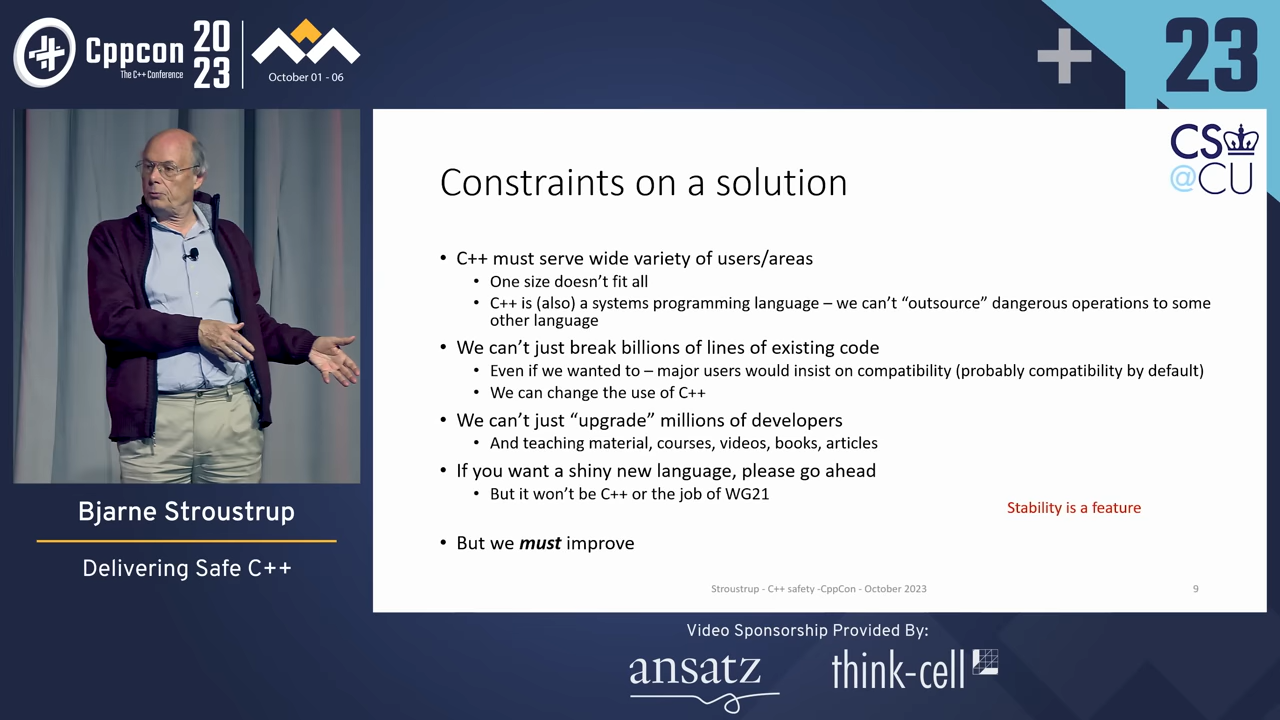 Cppcon
The C++ Conference
20
23
October 01 - 06
23
CS
@CU
Constraints on a solution
• C++ must serve wide variety of users/areas
• One size doesn't fit all
• C++ is (also) a systems programming language – we can't "outsource" dangerous operations to some
other language
• We can't just break billions of lines of existing code
• Even if we wanted to – major users would insist on compatibility (probably compatibility by default)
• We can change the use of C++
• We can't just "upgrade" millions of developers
• And teaching material, courses, videos, books, articles
• If you want a shiny new language, please go ahead
• But it won't be C++ or the job of WG21
Stability is a feature
• But we must improve
Stroustrup - C++ safety -CppCon - October 2023
9
Bjarne Stroustrup
Delivering Safe C++
Video Sponsorship Provided By:
ansatz
think-cell